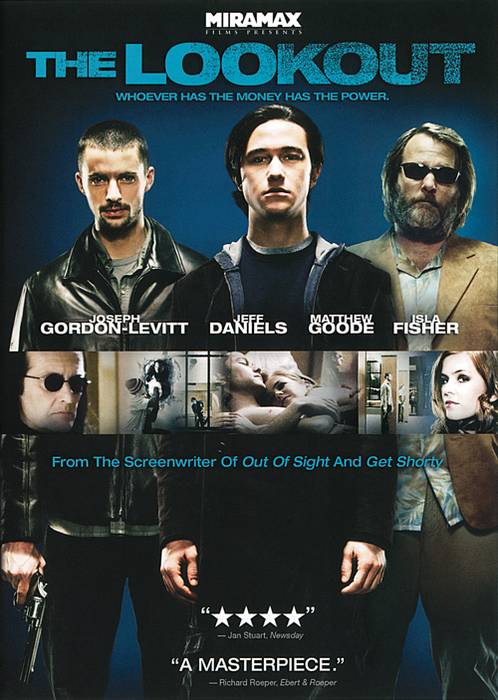 MIRAMAX
FILMS PRESENTS
THE LOOKOUT
WHOEVER HAS THE MONEY HAS THE POWER.
JOSEPH GORDON-LEVITT
JEFF DANIELS
MATTHEW GOODE
ISLA FISHER
From The Screenwriter Of Out Of Sight And Get Shorty
"★★★★"
— Jan Stuart, Newsday
"A MASTERPIECE."
— Richard Roeper, Ebert & Roeper